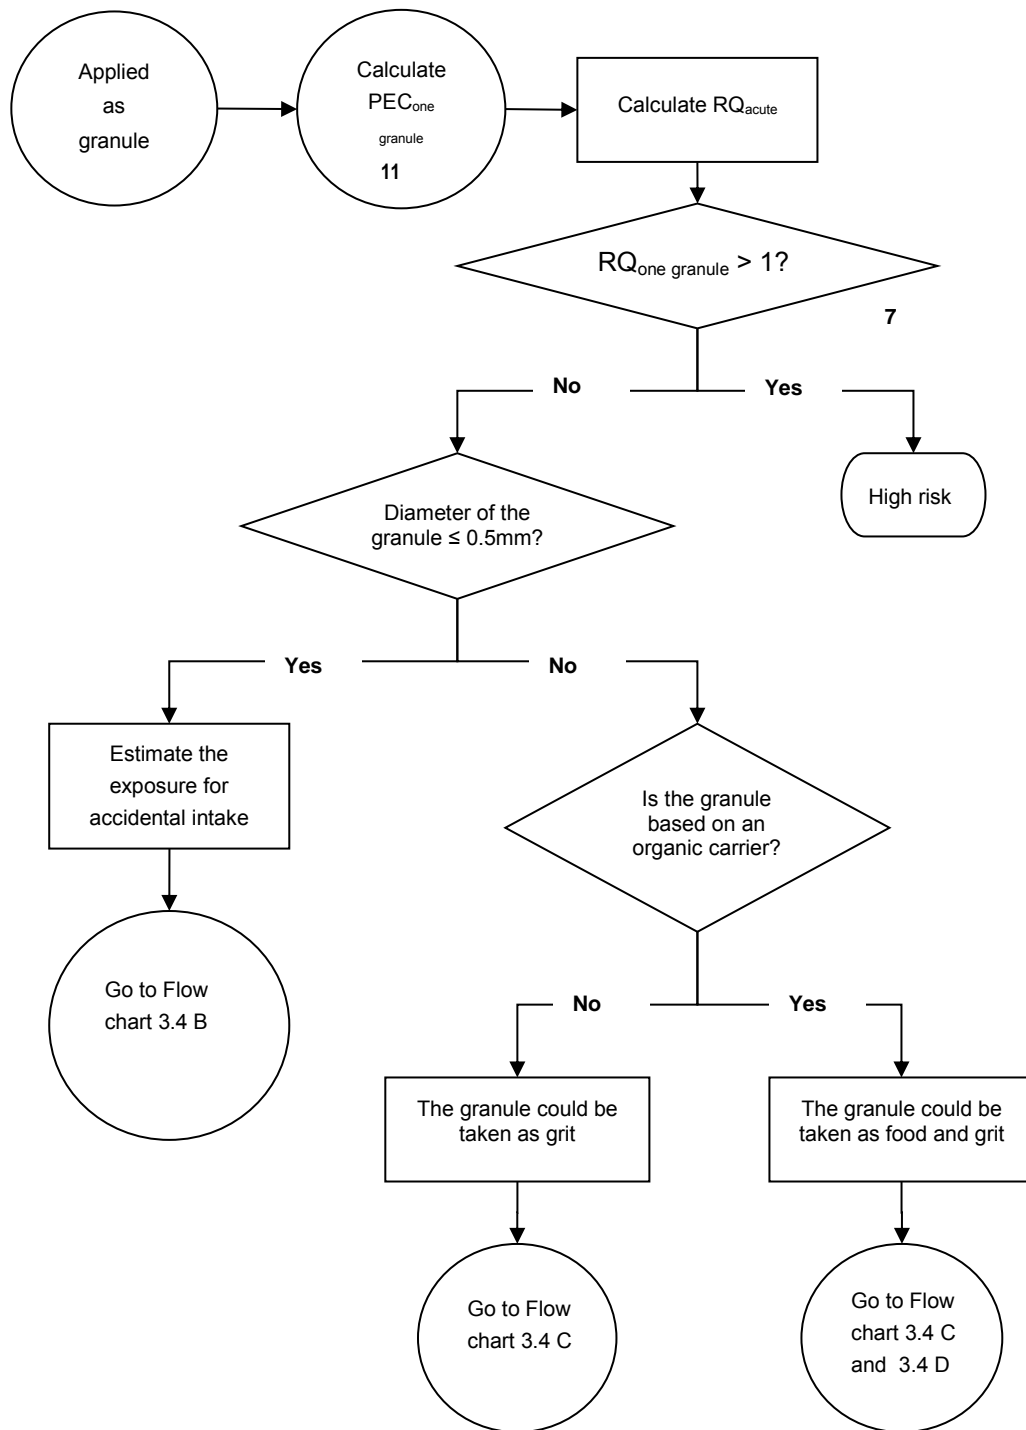 Applied
as
granule
Calculate
PECone
granule
11
Calculate RQacute
RQone granule > 1?
7
No
Yes
High risk
Diameter of the
granule ≤ 0.5mm?
Yes
No
Estimate the
exposure for
accidental intake
Is the granule
based on an
organic carrier?
Go to Flow
chart 3.4 B
No
Yes
The granule could be
taken as grit
The granule could be
taken as food and grit
Go to Flow
chart 3.4 C
Go to Flow
chart 3.4 C
and 3.4 D